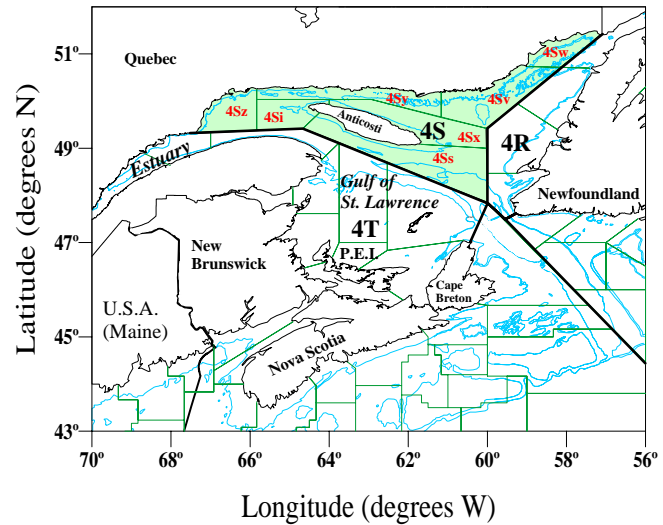 51°
49°
47°
45°
43°
Latitude (degrees N)
Quebec
4Sw
4Sz
4Si
4Sy
4Sv
Anticosti
4S
4Sx
4Ss
4R
Estuary
Gulf of
St. Lawrence
Newfoundland
4T
New
Brunswick
P.E.I.
Cape
Breton
U.S.A.
(Maine)
Nova Scotia
70°
66°
64°
62°
60°
58°
56°
Longitude (degrees W)